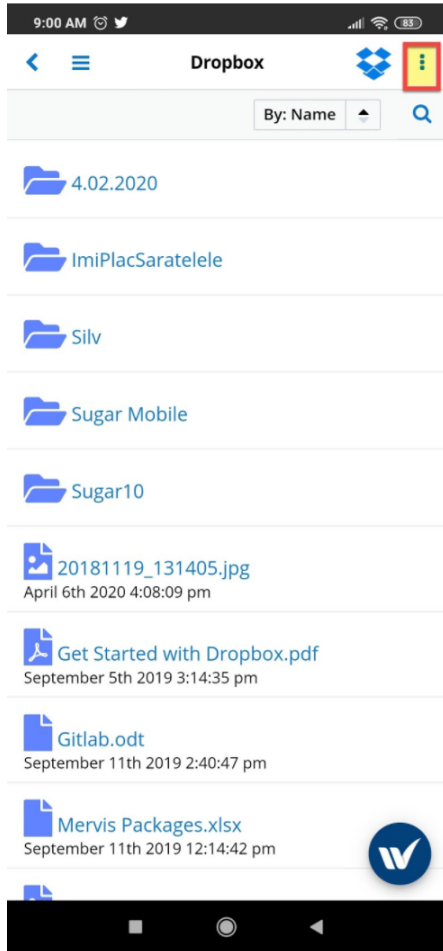 9:00 AM 83
Dropbox
By: Name
4.02.2020
ImiPlacSaratelele
Silv
Sugar Mobile
Sugar10
20181119_131405.jpg
April 6th 2020 4:08:09 pm
Get Started with Dropbox.pdf
September 5th 2019 3:14:35 pm
Gitlab.odt
September 11th 2019 2:40:47 pm
Mervis Packages.xlsx
September 11th 2019 12:14:42 pm